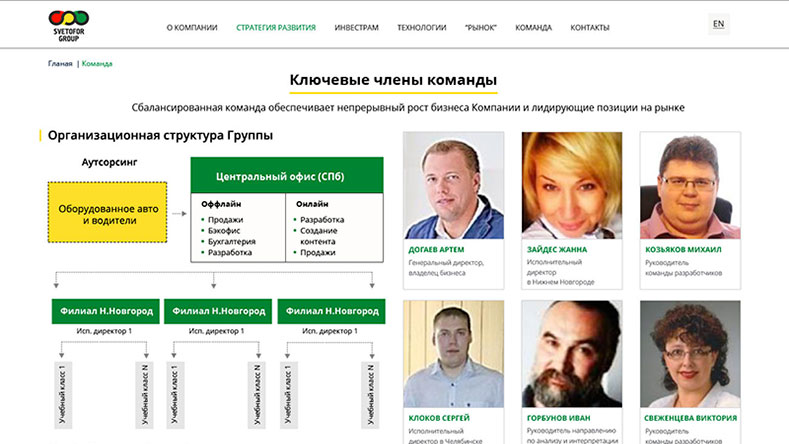 SVETOFOR
GROUP
О КОМПАНИИ
СТРАТЕГИЯ РАЗВИТИЯ
ИНВЕСТРАМ
ТЕХНОЛОГИИ
"РЫНОК"
КОМАНДА
КОНТАКТЫ
EN
Гланая | Команда
Ключевые члены команды
Сбалансированная команда обеспечивает непрерывный рост бизнеса Компании и лидирующие позиции на рынке
Организационная структура Группы
Аутсорсинг
Оборудованное авто
и водители
Центральный офис (СПб)
Оффлайн
• Продажи
• Бэкофис
• Бухгалтерия
• Разработка
Онлайн
• Разработка
• Создание
контента
• Продажи
Филиал Н.Новгород
Филиал Н.Новгород
Филиал Н.Новгород
Исп. директор 1
Исп. директор 1
Исп. директор 1
Учебный класс 1
Учебный класс N
Учебный класс 1
Учебный класс N
Учебный класс 1
Учебный класс N
ДОГАЕВ АРТЕМ
Генеральный директор,
владелец бизнеса
ЗАЙДЕС ЖАННА
Исполнительный
директор
в Нижнем Новгороде
КОЗЬЯКОВ МИХАИЛ
Руководитель
команды разработчиков
КЛОКОВ СЕРГЕЙ
Исполнительный
директор в Челябинске
ГОРБУНОВ ИВАН
Руководитель направлению
по анализу и интерпретации
СВЕЖЕНЦЕВА ВИКТОРИЯ
Руководитель
команды разработчиков